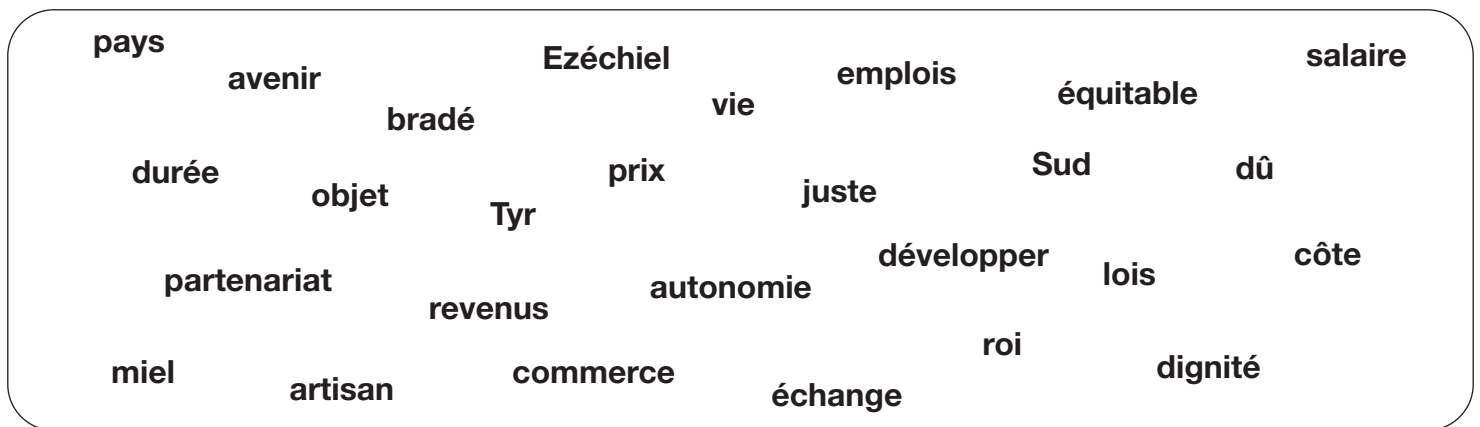 pays
avenir
bradé
Ezéchiel
vie
emplois
équitable
salaire
durée
objet
Tyr
prix
juste
Sud
dû
partenariat
revenus
autonomie
développer
lois
côte
miel
artisan
commerce
échange
roi
dignité